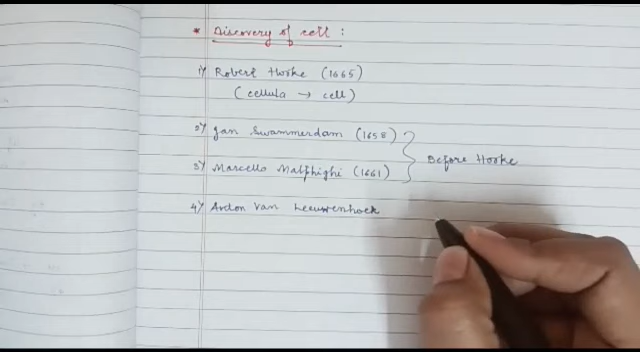 * Discovery of cell :
1) Robert Hooke (1665)
(cellula → cell)
2) Jan Swammerdam (1658)
3) Marcello Malphighi (1661)
Before Hooke
4) Anton Van Leeuwenhoek